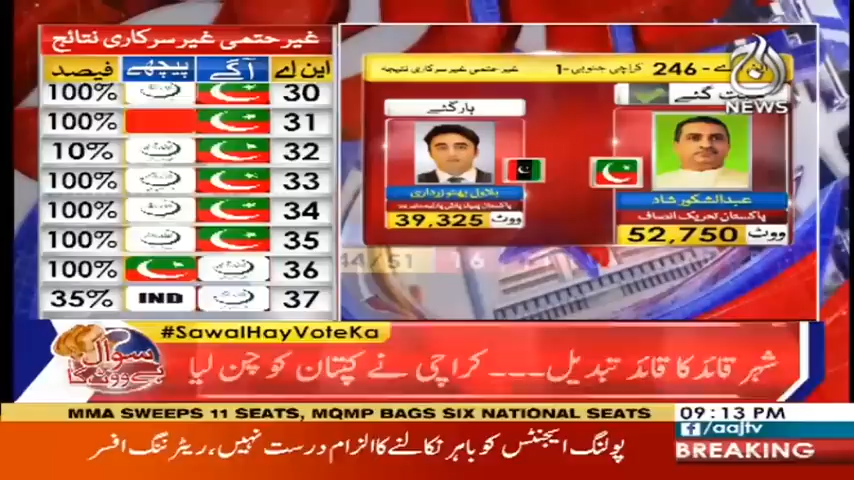 غیر حتمی غیر سرکاری نتائج
این اے آگے پیچھے فیصد
30 100%
31 100%
32 10%
33 100%
34 100%
35 100%
36 100%
37 IND 35%
246 کراچی جنوبی -1 غیر حتمی غیر سرکاری نتیجہ
NEWS
ہار گئے
بلاول بھٹو زرداری
ووٹ 39,325
عبدالشکور شاد
پاکستان تحریک انصاف
ووٹ 52,750
44/51 16
#SawalHayVoteKa
سوال ہے ووٹ کا
شہر قائد کا قائد تبدیل۔۔۔ کراچی نے کپتان کو چن لیا
MMA SWEEPS 11 SEATS, MQMP BAGS SIX NATIONAL SEATS
09:13 PM
f/aajtv
BREAKING
پولنگ ایجنٹس کو باہر نکالنے کا الزام درست نہیں، ریٹرننگ افسر